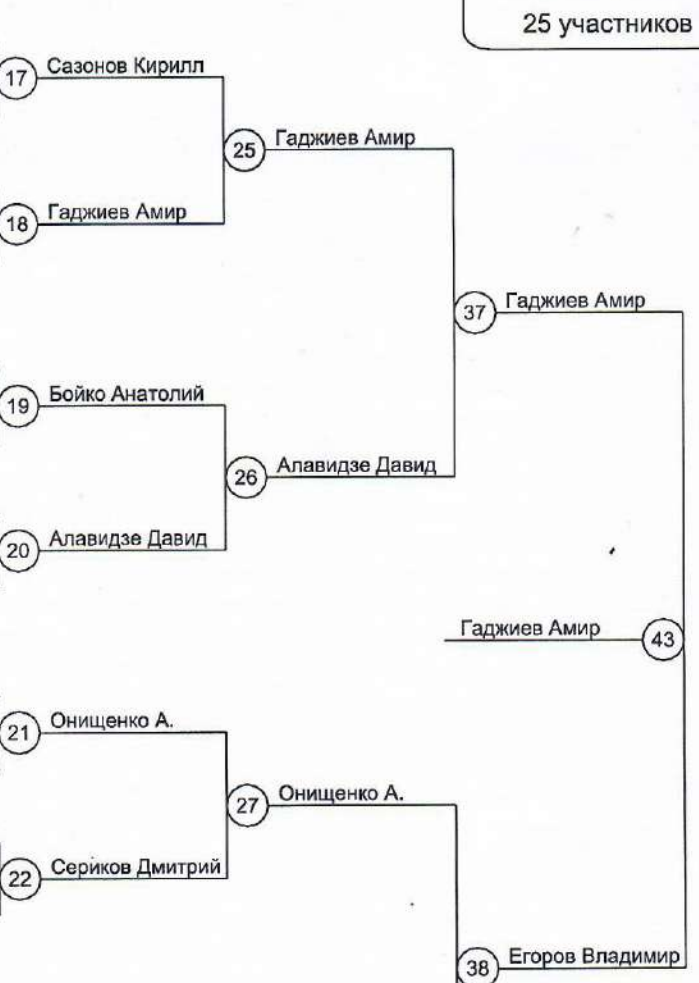 25 участников
17 Сазонов Кирилл
25 Гаджиев Амир
18 Гаджиев Амир
37 Гаджиев Амир
19 Бойко Анатолий
26 Алавидзе Давид
20 Алавидзе Давид
Гаджиев Амир 43
21 Онищенко А.
27 Онищенко А.
22 Сериков Дмитрий
38 Егоров Владимир